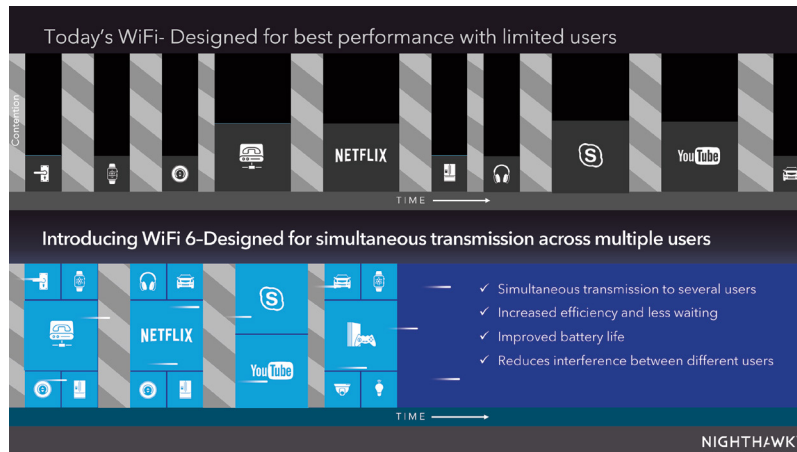 Today's WiFi- Designed for best performance with limited users
Contention
NETFLIX
S
YouTube
TIME
Introducing WiFi 6–Designed for simultaneous transmission across multiple users
NETFLIX
S
YouTube
✓ Simultaneous transmission to several users
✓ Increased efficiency and less waiting
✓ Improved battery life
✓ Reduces interference between different users
TIME
NIGHTHAWK